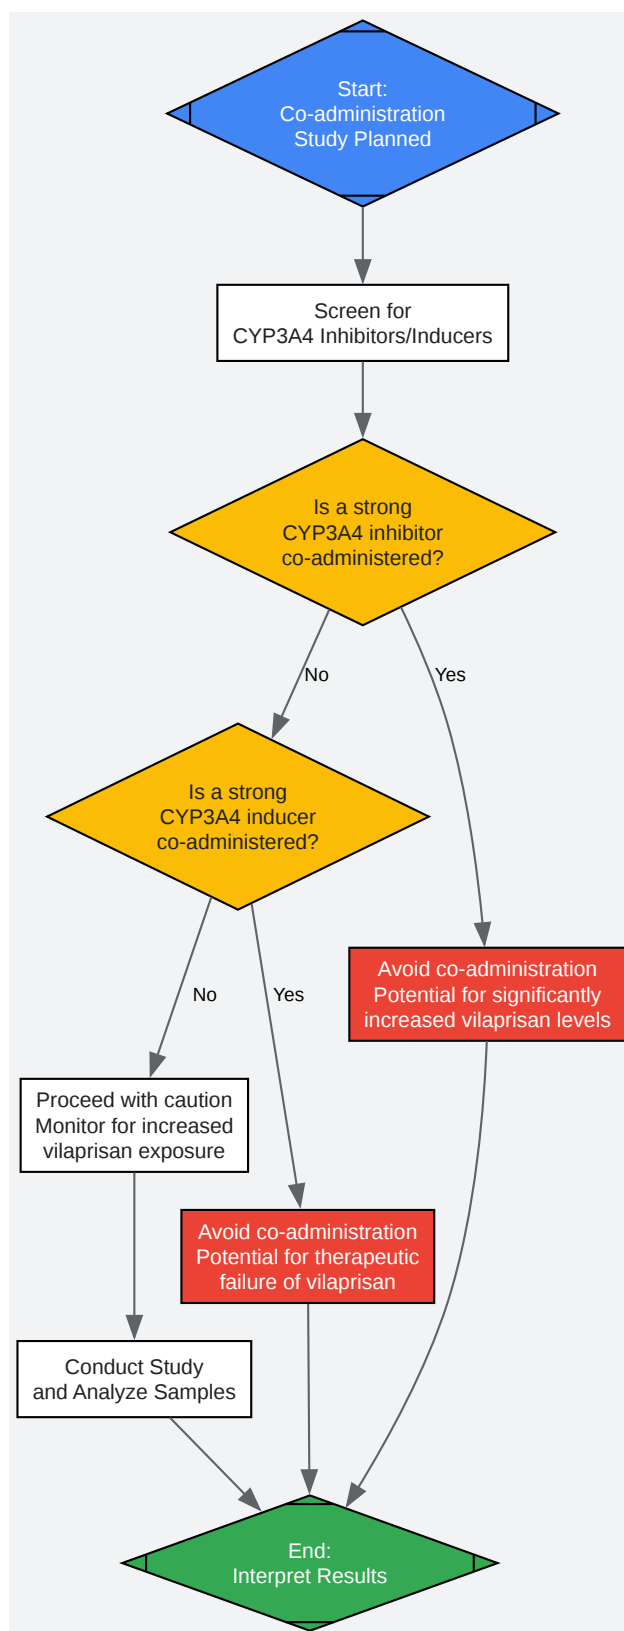 Start:
Co-administration
Study Planned
Screen for
CYP3A4 Inhibitors/Inducers
Is a strong
CYP3A4 inhibitor
co-administered?
No
Yes
Is a strong
CYP3A4 inducer
co-administered?
No
Yes
Avoid co-administration
Potential for significantly
increased vilaprisan levels
Proceed with caution
Monitor for increased
vilaprisan exposure
Avoid co-administration
Potential for therapeutic
failure of vilaprisan
Conduct Study
and Analyze Samples
End:
Interpret Results